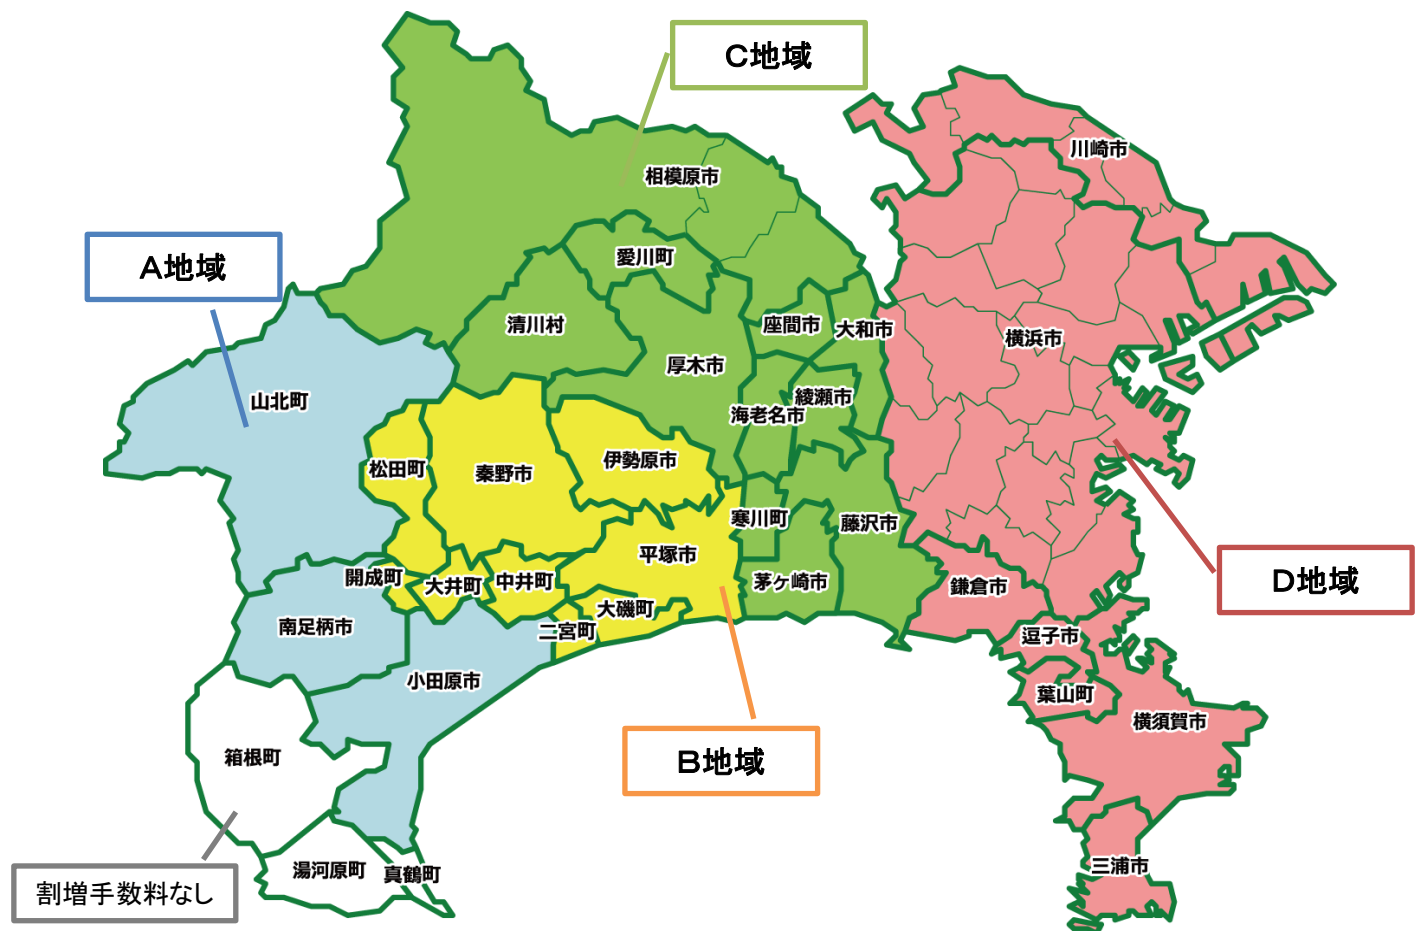 C地域
川崎市
相模原市
A地域
愛川町
清川村
座間市
大和市
横浜市
厚木市
山北町
綾瀬市
海老名市
松田町
秦野市
伊勢原市
寒川町
藤沢市
平塚市
開成町
大井町
中井町
茅ヶ崎市
鎌倉市
D地域
南足柄市
大磯町
二宮町
逗子市
小田原市
葉山町
横須賀市
箱根町
B地域
三浦市
湯河原町
真鶴町
割増手数料なし